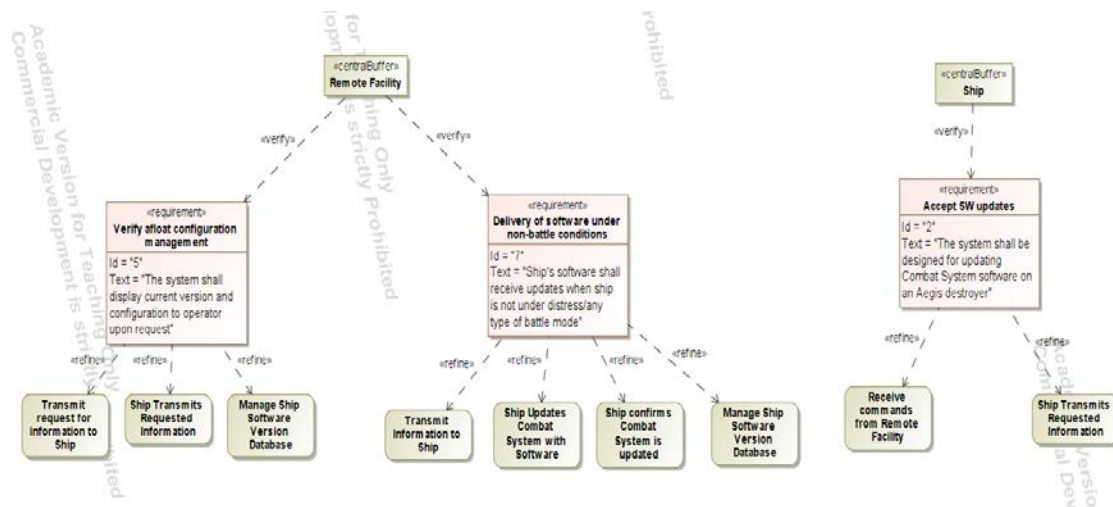 «centralBuffer»
Remote Facility
«centralBuffer»
Ship
«verify»
«verify»
«verify»
«requirement»
Verify afloat configuration
management
Id = "5"
Text = "The system shall
display current version and
configuration to operator
upon request"
«requirement»
Delivery of software under
non-battle conditions
Id = "7"
Text = "Ship's software shall
receive updates when ship
is not under distress/any
type of battle mode"
«requirement»
Accept SW updates
Id = "2"
Text = "The system shall be
designed for updating
Combat System software on
an Aegis destroyer"
«refine»
«refine»
«refine»
«refine»
«refine»
«refine»
«refine»
«refine»
«refine»
Transmit
request for
Information to
Ship
Ship Transmits
Requested
Information
Manage Ship
Software
Version
Database
Transmit
Information to
Ship
Ship Updates
Combat
System with
Software
Ship confirms
Combat
System is
updated
Manage Ship
Software
Version
Database
Receive
commands
from Remote
Facility
Ship Transmits
Requested
Information
Academic Version for Teaching Only
Commercial Development is strictly